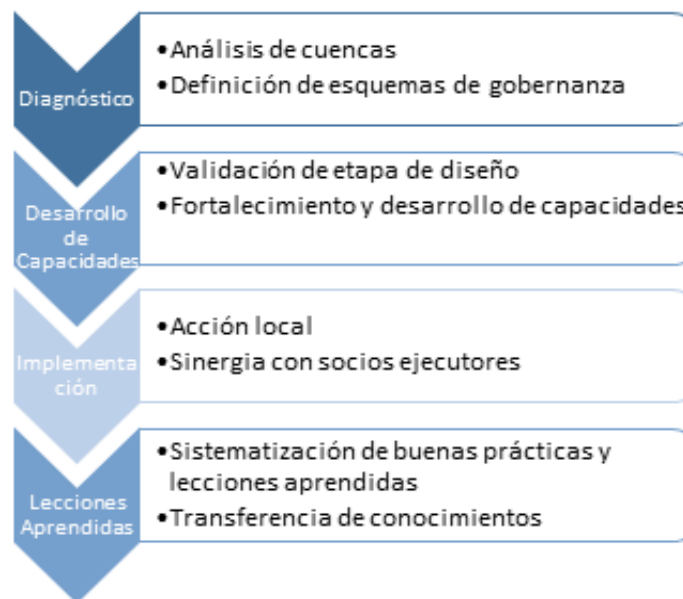 Diagnóstico
•Análisis de cuencas
•Definición de esquemas de gobernanza
Desarrollo
de
Capacidades
•Validación de etapa de diseño
•Fortalecimiento y desarrollo de capacidades
Implementa
ción
•Acción local
•Sinergia con socios ejecutores
Lecciones
Aprendidas
•Sistematización de buenas prácticas y
lecciones aprendidas
•Transferencia de conocimientos